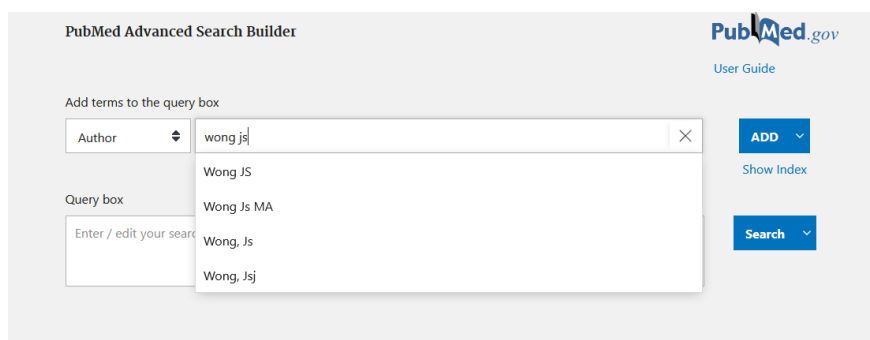 PubMed Advanced Search Builder
PubMed.gov
User Guide
Add terms to the query box
Author
wong js
ADD
Wong JS
Show Index
Wong Js MA
Query box
Enter / edit your sear
Wong, Js
Search
Wong, Jsj